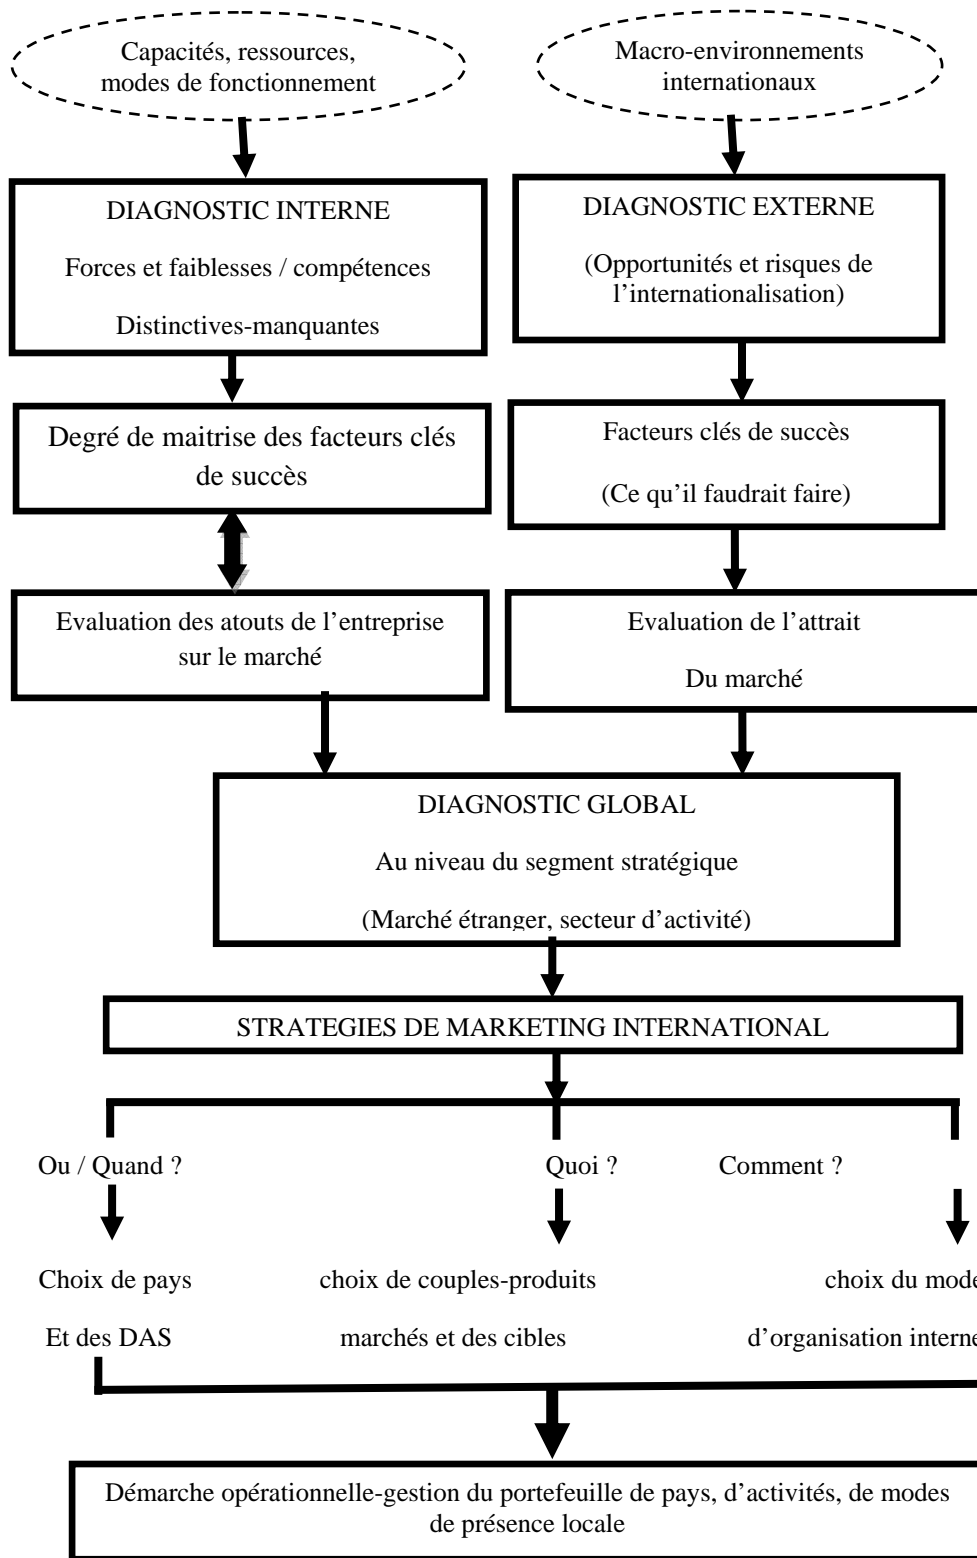 Capacités, ressources,
modes de fonctionnement
Macro-environnements
internationaux
DIAGNOSTIC INTERNE
Forces et faiblesses / compétences
Distinctives-manquantes
DIAGNOSTIC EXTERNE
(Opportunités et risques de
l’internationalisation)
Degré de maitrise des facteurs clés
de succès
Facteurs clés de succès
(Ce qu’il faudrait faire)
Evaluation des atouts de l’entreprise
sur le marché
Evaluation de l’attrait
Du marché
DIAGNOSTIC GLOBAL
Au niveau du segment stratégique
(Marché étranger, secteur d’activité)
STRATEGIES DE MARKETING INTERNATIONAL
Ou / Quand ?
Quoi ?
Comment ?
Choix de pays
Et des DAS
choix de couples-produits
marchés et des cibles
choix du mode
d’organisation interne
Démarche opérationnelle-gestion du portefeuille de pays, d’activités, de modes
de présence locale